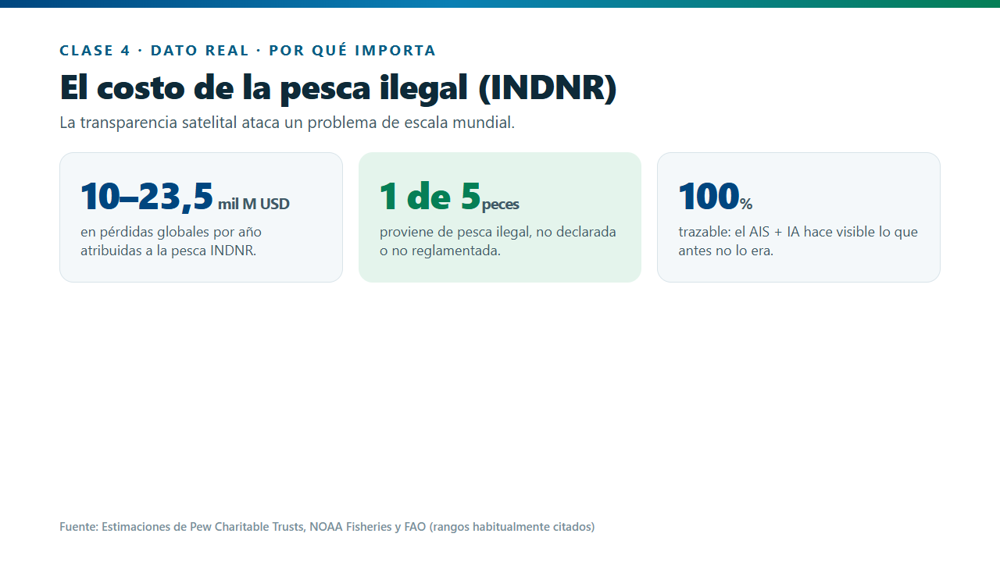 CLASE 4 · DATO REAL · POR QUÉ IMPORTA
El costo de la pesca ilegal (INDNR)
La transparencia satelital ataca un problema de escala mundial.
10–23,5 mil M USD
en pérdidas globales por año
atribuidas a la pesca INDNR.
1 de 5 peces
proviene de pesca ilegal, no declarada
o no reglamentada.
100%
trazable: el AIS + IA hace visible lo que
antes no lo era.
Fuente: Estimaciones de Pew Charitable Trusts, NOAA Fisheries y FAO (rangos habitualmente citados)